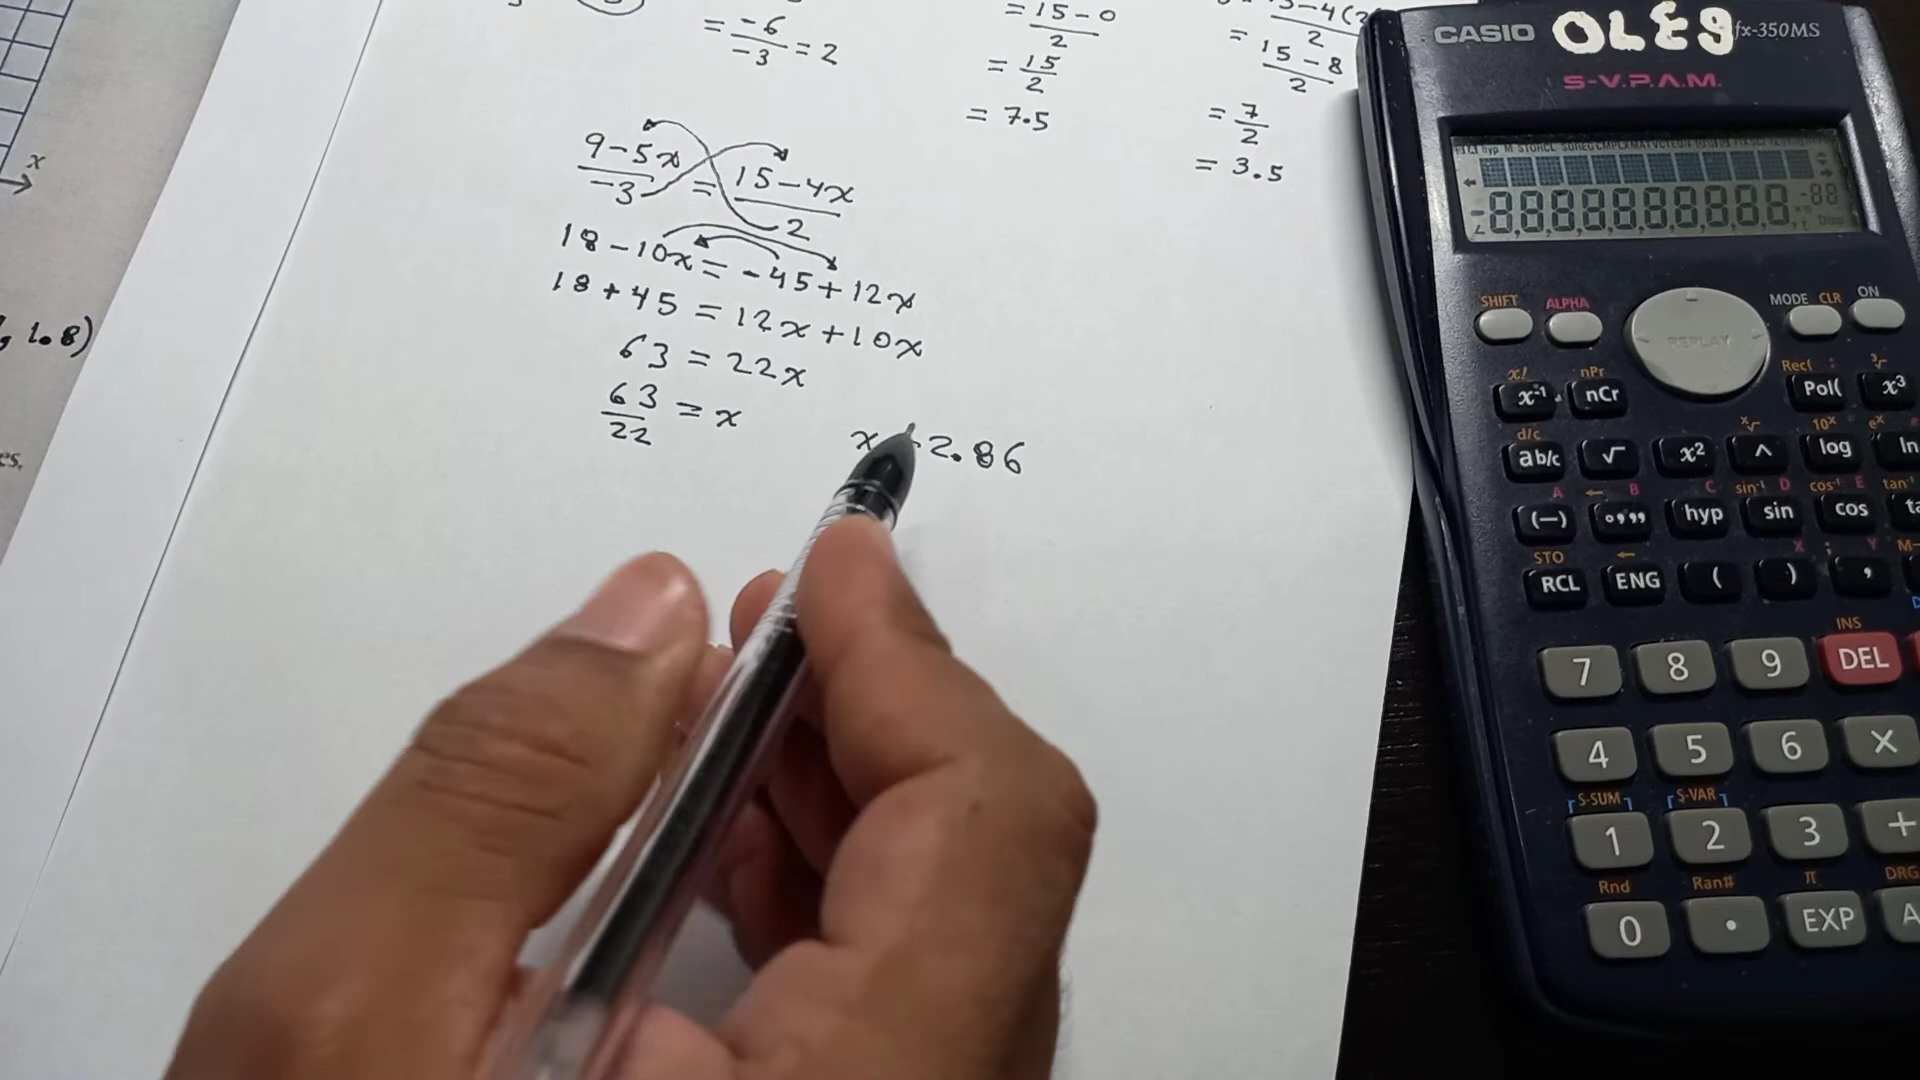 = -6/-3 = 2
= 15-0/2
= 15/2
= 7.5
= 15-8/2
= 7/2
= 3.5
9-5x/-3 = 15-4x/2
18-10x = -45+12x
18+45 = 12x+10x
63 = 22x
63/22 = x
2.86
x
1.8)
es.
CASIO OLEg fx-350MS
S-V.P.A.M.
SHIFT ALPHA MODE CLR ON
REPLAY
x! nPr Rec( : ³√
x⁻¹ nCr Pol( x³
d/c ˣ√ 10ˣ eˣ
ab/c √ x² ^ log ln
A ← B C sin⁻¹ D cos⁻¹ E tan⁻¹
(—) °,,, hyp sin cos
STO ← X ; Y M-
RCL ENG ( ) ,
INS
7 8 9 DEL
4 5 6 ×
S-SUM S-VAR
1 2 3 +
Rnd Ran# π DRG
0 • EXP